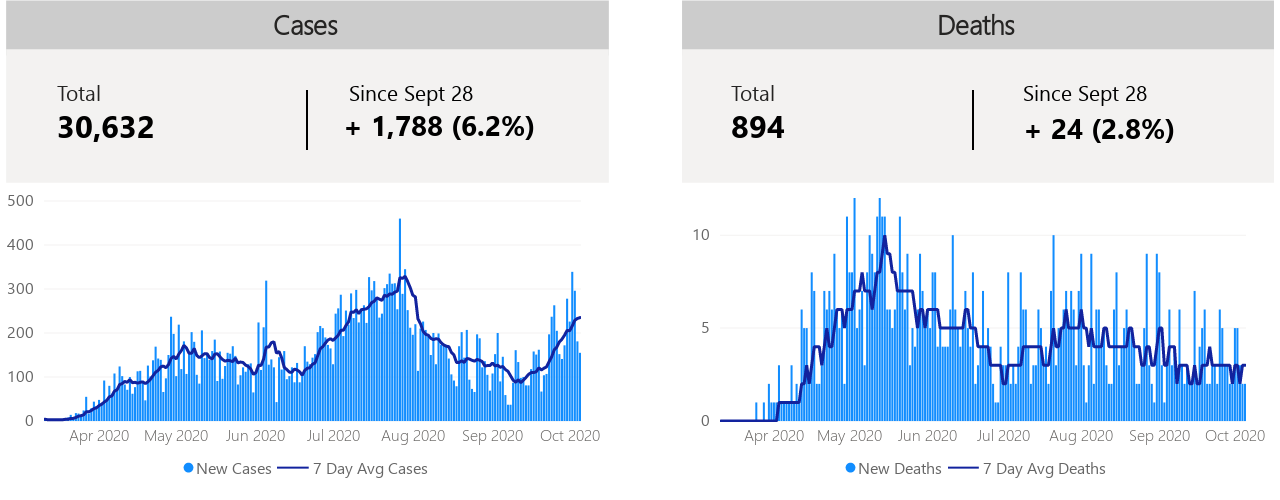 Cases
Total
Since Sept 28
30,632
+ 1,788 (6.2%)
500
400
300
200
100
0
Apr 2020 May 2020 Jun 2020 Jul 2020 Aug 2020 Sep 2020 Oct 2020
New Cases 7 Day Avg Cases
Deaths
Total
Since Sept 28
894
+ 24 (2.8%)
10
5
0
Apr 2020 May 2020 Jun 2020 Jul 2020 Aug 2020 Sep 2020 Oct 2020
New Deaths 7 Day Avg Deaths